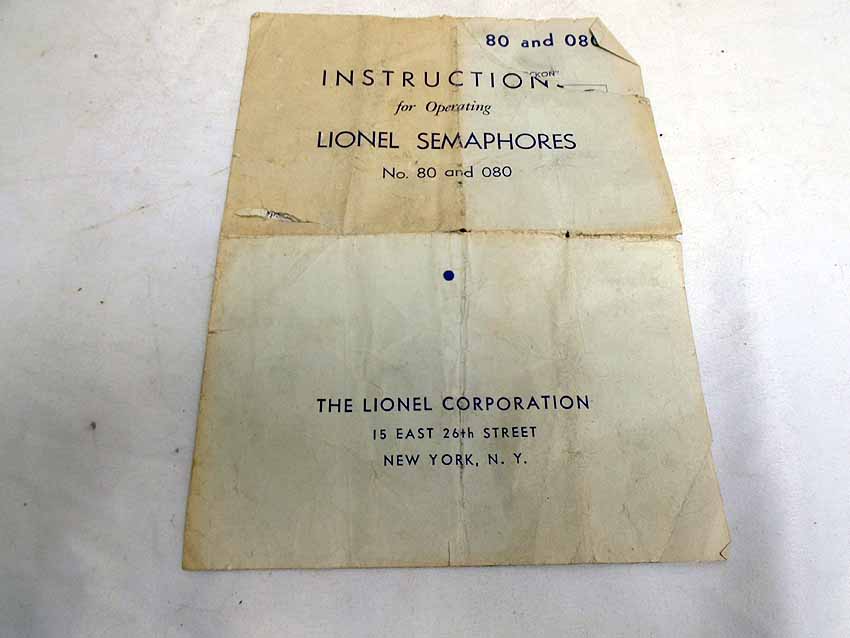 80 and 080
INSTRUCTION
for Operating
LIONEL SEMAPHORES
No. 80 and 080
THE LIONEL CORPORATION
15 EAST 26th STREET
NEW YORK, N. Y.